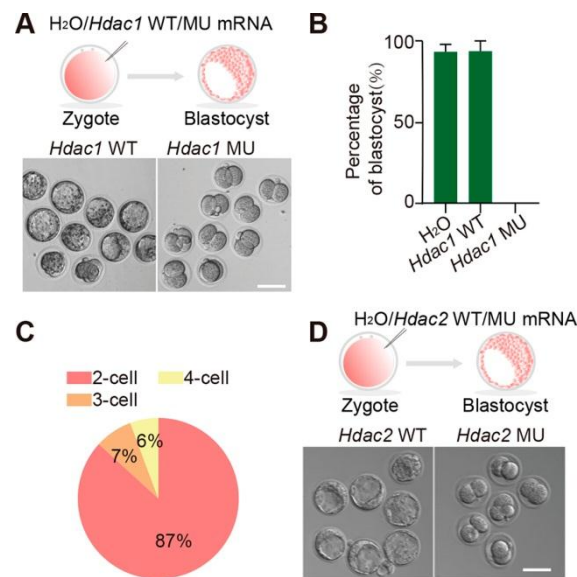 A
H₂O/Hdac1 WT/MU mRNA
Zygote
Blastocyst
Hdac1 WT
Hdac1 MU
B
Percentage
of blastocyst(%)
100
50
0
H₂O
Hdac1 WT
Hdac1 MU
C
2-cell
4-cell
3-cell
6%
7%
87%
D
H₂O/Hdac2 WT/MU mRNA
Zygote
Blastocyst
Hdac2 WT
Hdac2 MU